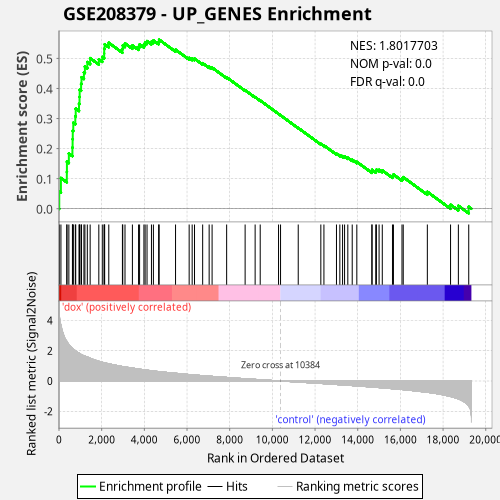 GSE208379 - UP_GENES Enrichment
NES: 1.8017703
NOM p-val: 0.0
FDR q-val: 0.0
Enrichment score (ES)
0.5
0.4
0.3
0.2
0.1
0.0
'dox' (positively correlated)
Ranked list metric (Signal2Noise)
4
2
0
-2
Zero cross at 10384
'control' (negatively correlated)
0 2,000 4,000 6,000 8,000 10,000 12,000 14,000 16,000 18,000 20,000
Rank in Ordered Dataset
Enrichment profile Hits Ranking metric scores